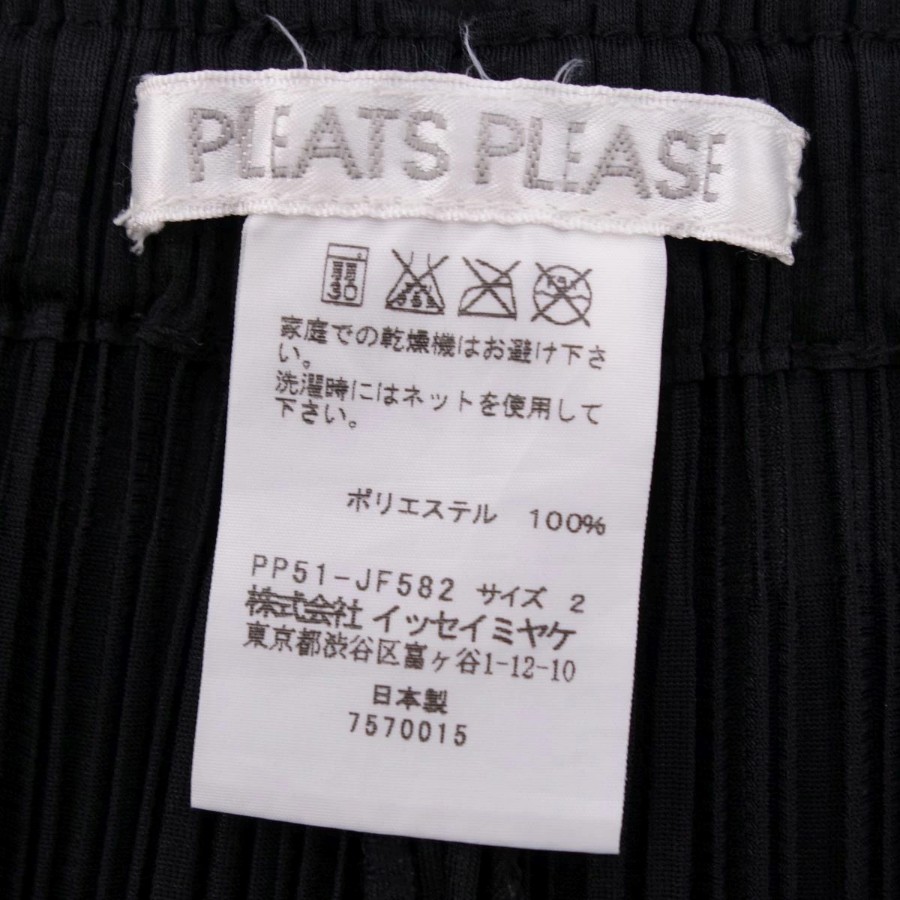 PLEATS PLEASE
30
家庭での乾燥機はお避け下さ
い。
洗濯時にはネットを使用して
下さい。
ポリエステル 100%
PP51-JF582 サイズ 2
株式会社 イッセイミヤケ
東京都渋谷区富ヶ谷1-12-10
日本製
7570015